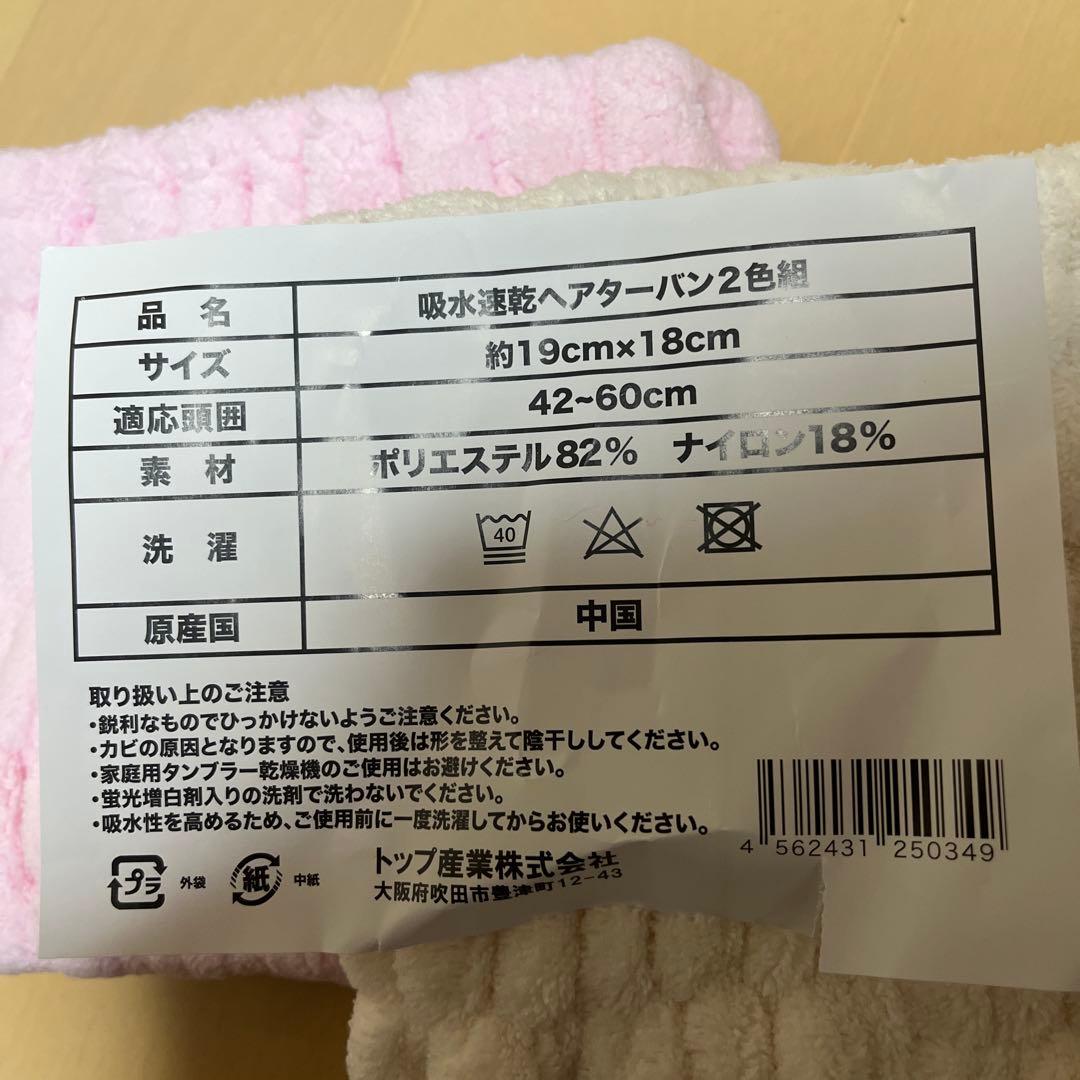 品名 吸水速乾ヘアターバン2色組
サイズ 約19cm×18cm
適応頭囲 42~60cm
素材 ポリエステル82% ナイロン18%
洗濯 40
原産国 中国
取り扱い上のご注意
・鋭利なものでひっかけないようご注意ください。
・カビの原因となりますので、使用後は形を整えて陰干ししてください。
・家庭用タンブラー乾燥機のご使用はお避けください。
・蛍光増白剤入りの洗剤で洗わないでください。
・吸水性を高めるため、ご使用前に一度洗濯してからお使いください。
プラ 外袋 紙 中紙
トップ産業株式会社
大阪府吹田市豊津町12-43
4 562431 250349